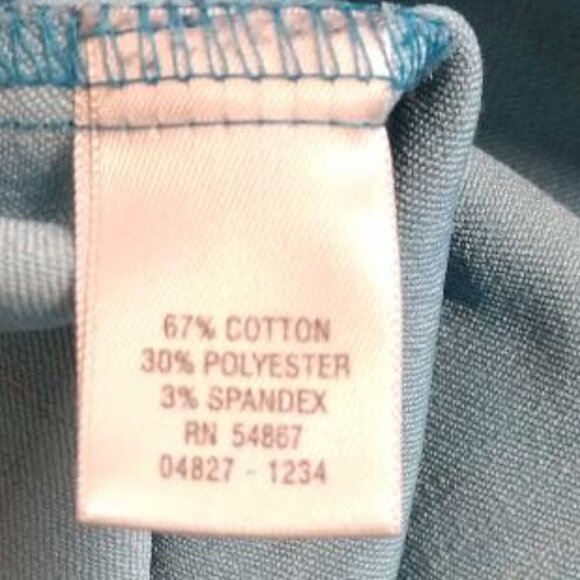 67% COTTON
30% POLYESTER
3% SPANDEX
RN 54867
04827 - 1234